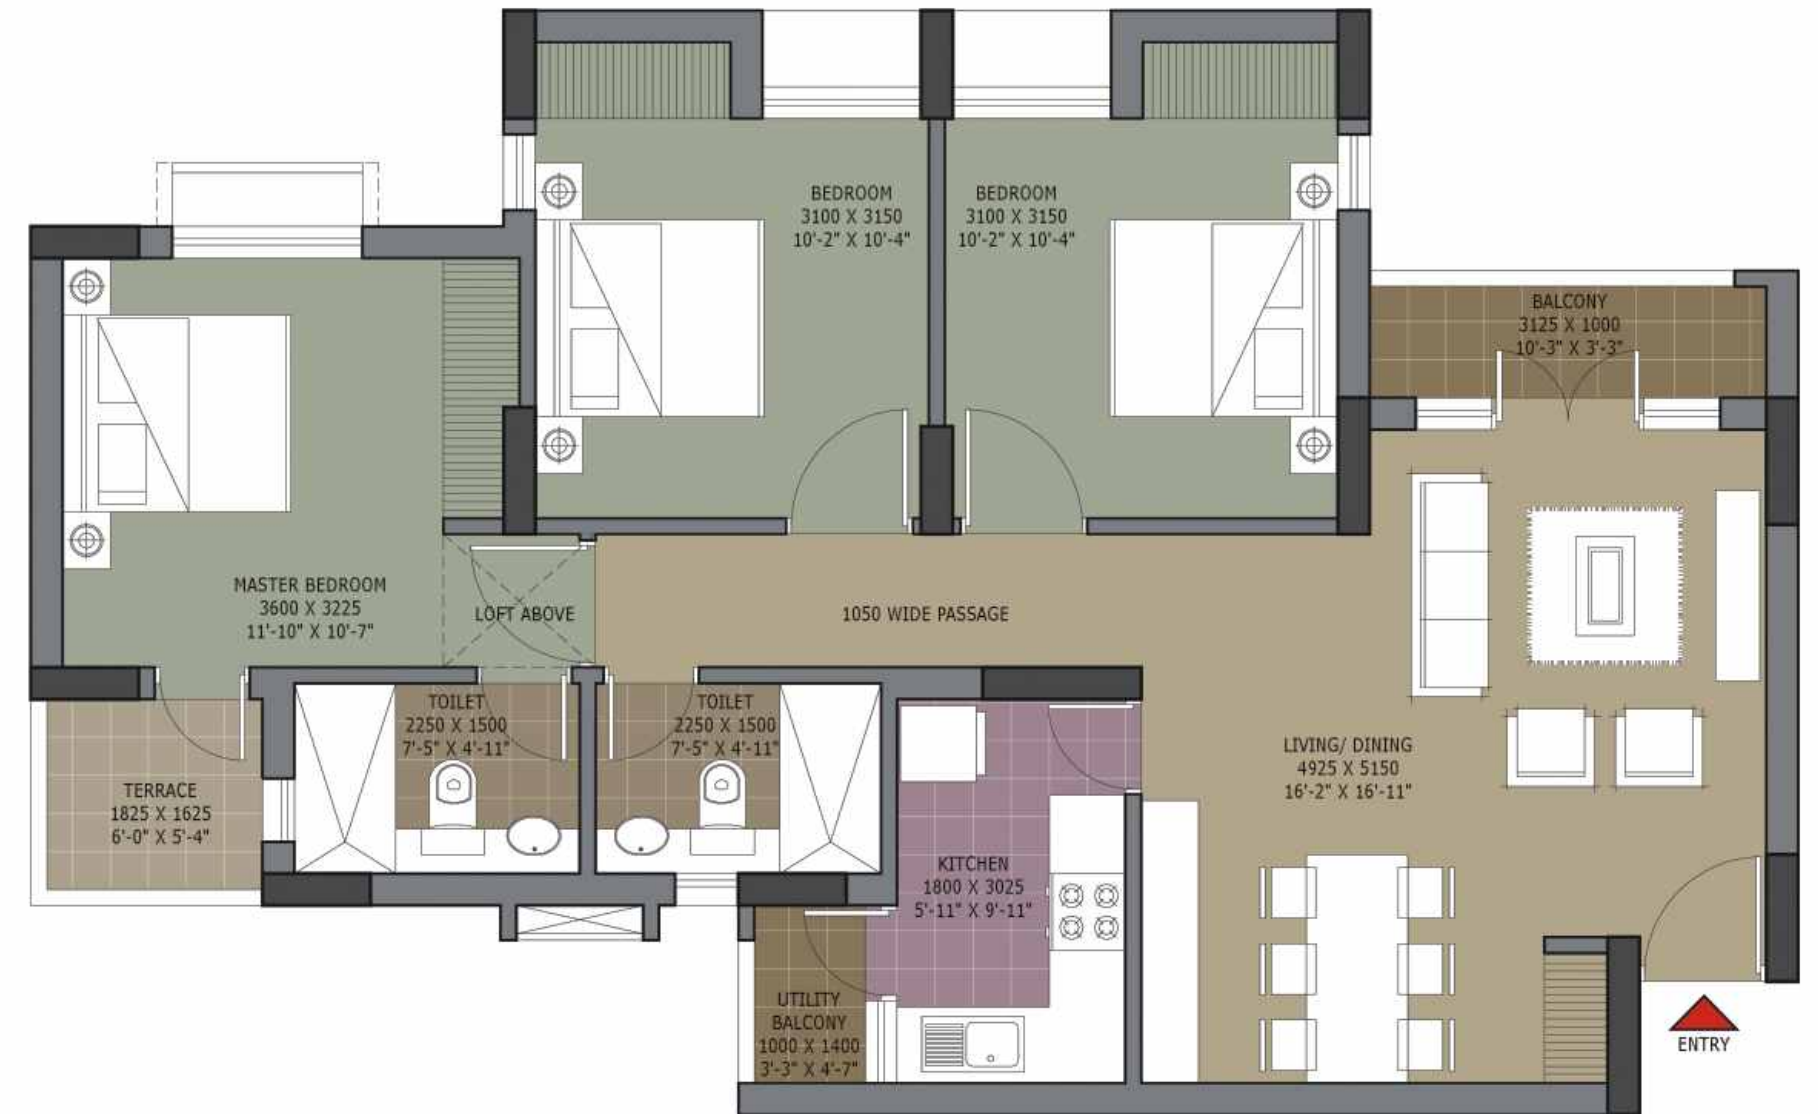 BEDROOM
3100 X 3150
10'-2" X 10'-4"
BEDROOM
3100 X 3150
10'-2" X 10'-4"
BALCONY
3125 X 1000
10'-3" X 3'-3"
MASTER BEDROOM
3600 X 3225
11'-10" X 10'-7"
LOFT ABOVE
1050 WIDE PASSAGE
TOILET
2250 X 1500
7'-5" X 4'-11"
TOILET
2250 X 1500
7'-5" X 4'-11"
LIVING/ DINING
4925 X 5150
16'-2" X 16'-11"
TERRACE
1825 X 1625
6'-0" X 5'-4"
KITCHEN
1800 X 3025
5'-11" X 9'-11"
UTILITY
BALCONY
1000 X 1400
3'-3" X 4'-7"
ENTRY